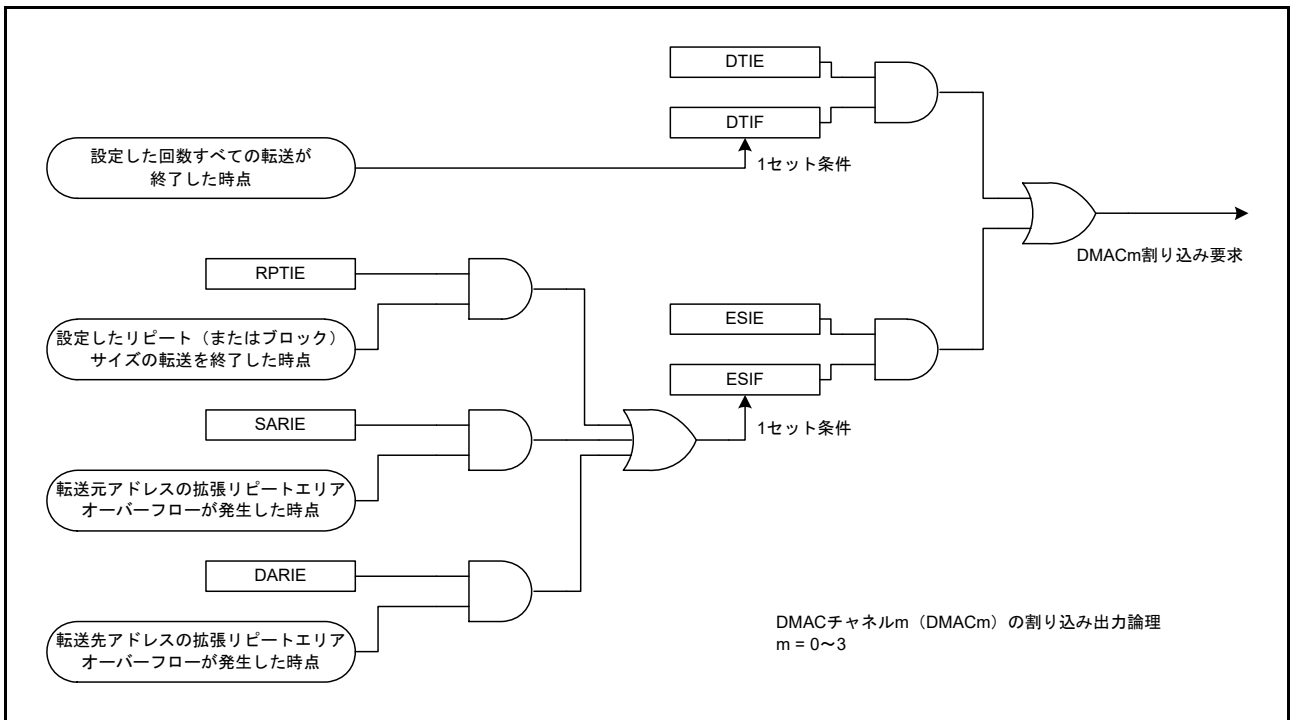 DTIE
DTIF
設定した回数すべての転送が
終了した時点
1セット条件
DMACm割り込み要求
RPTIE
設定したリピート（またはブロック）
サイズの転送を終了した時点
ESIE
ESIF
1セット条件
SARIE
転送元アドレスの拡張リピートエリア
オーバーフローが発生した時点
DARIE
転送先アドレスの拡張リピートエリア
オーバーフローが発生した時点
DMACチャネルm（DMACm）の割り込み出力論理
m = 0～3